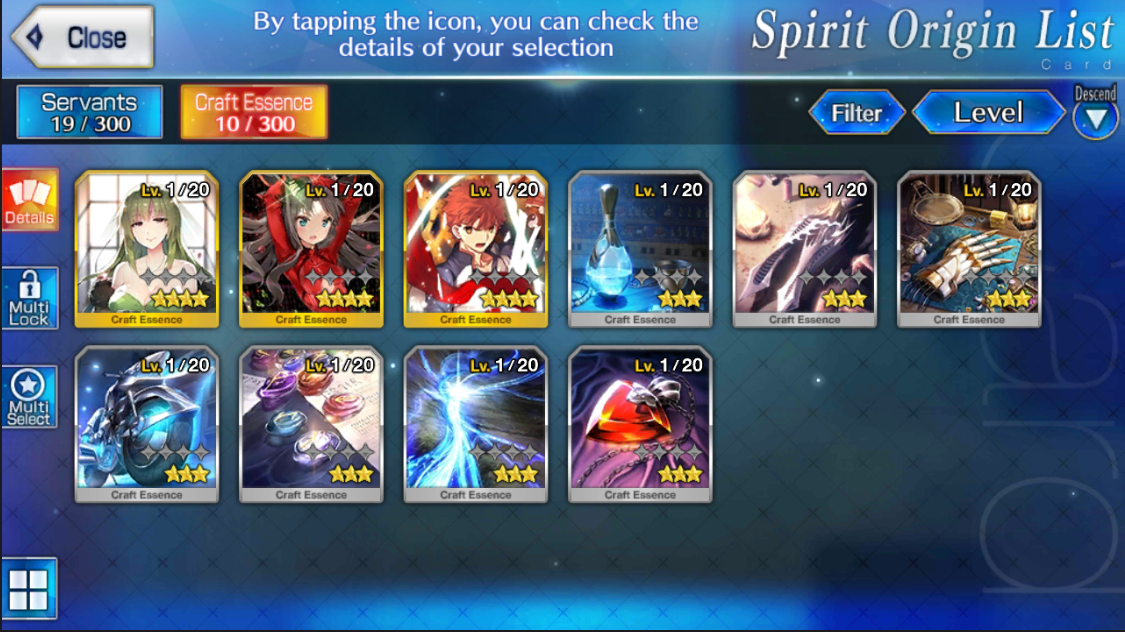 Close
By tapping the icon, you can check the
details of your selection
Spirit Origin List
Card
Servants
19 / 300
Craft Essence
10 / 300
Filter
Level
Descend
Details
Multi
Lock
Multi
Select
Lv. 1/20
Craft Essence
Lv. 1/20
Craft Essence
Lv. 1/20
Craft Essence
Lv. 1/20
Craft Essence
Lv. 1/20
Craft Essence
Lv. 1/20
Craft Essence
Lv. 1/20
Craft Essence
Lv. 1/20
Craft Essence
Lv. 1/20
Craft Essence
Lv. 1/20
Craft Essence